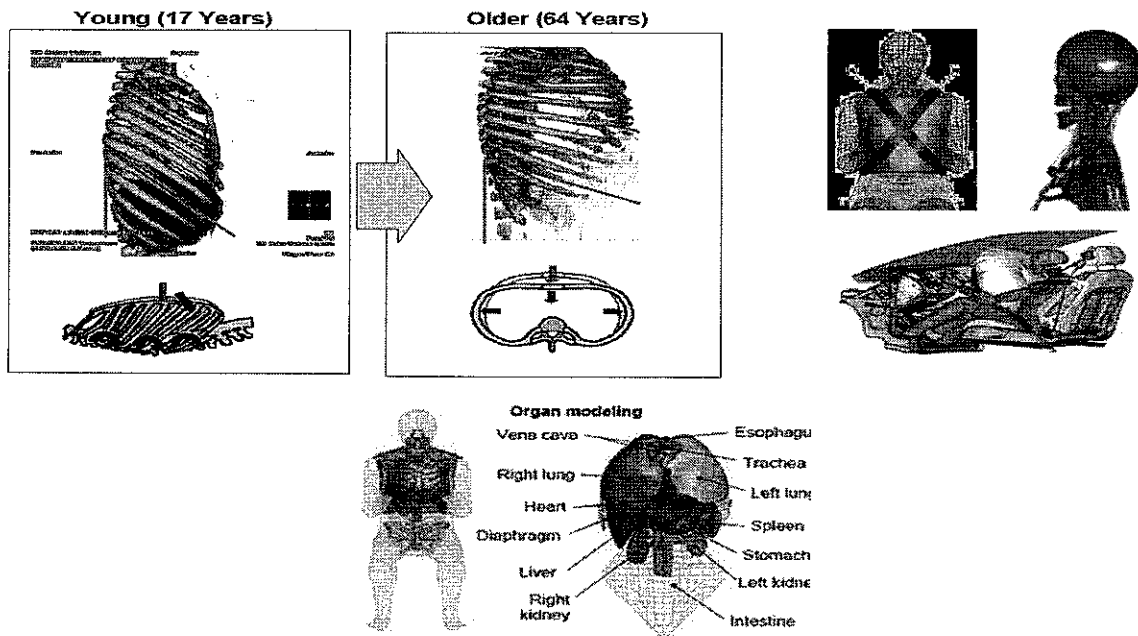 Young (17 Years)
Older (64 Years)
Organ modeling
Vena cava
Esophagu
Trachea
Right lung
Left lung
Heart
Spleen
Diaphragm
Stomach
Liver
Left kidne
Right
kidney
Intestine